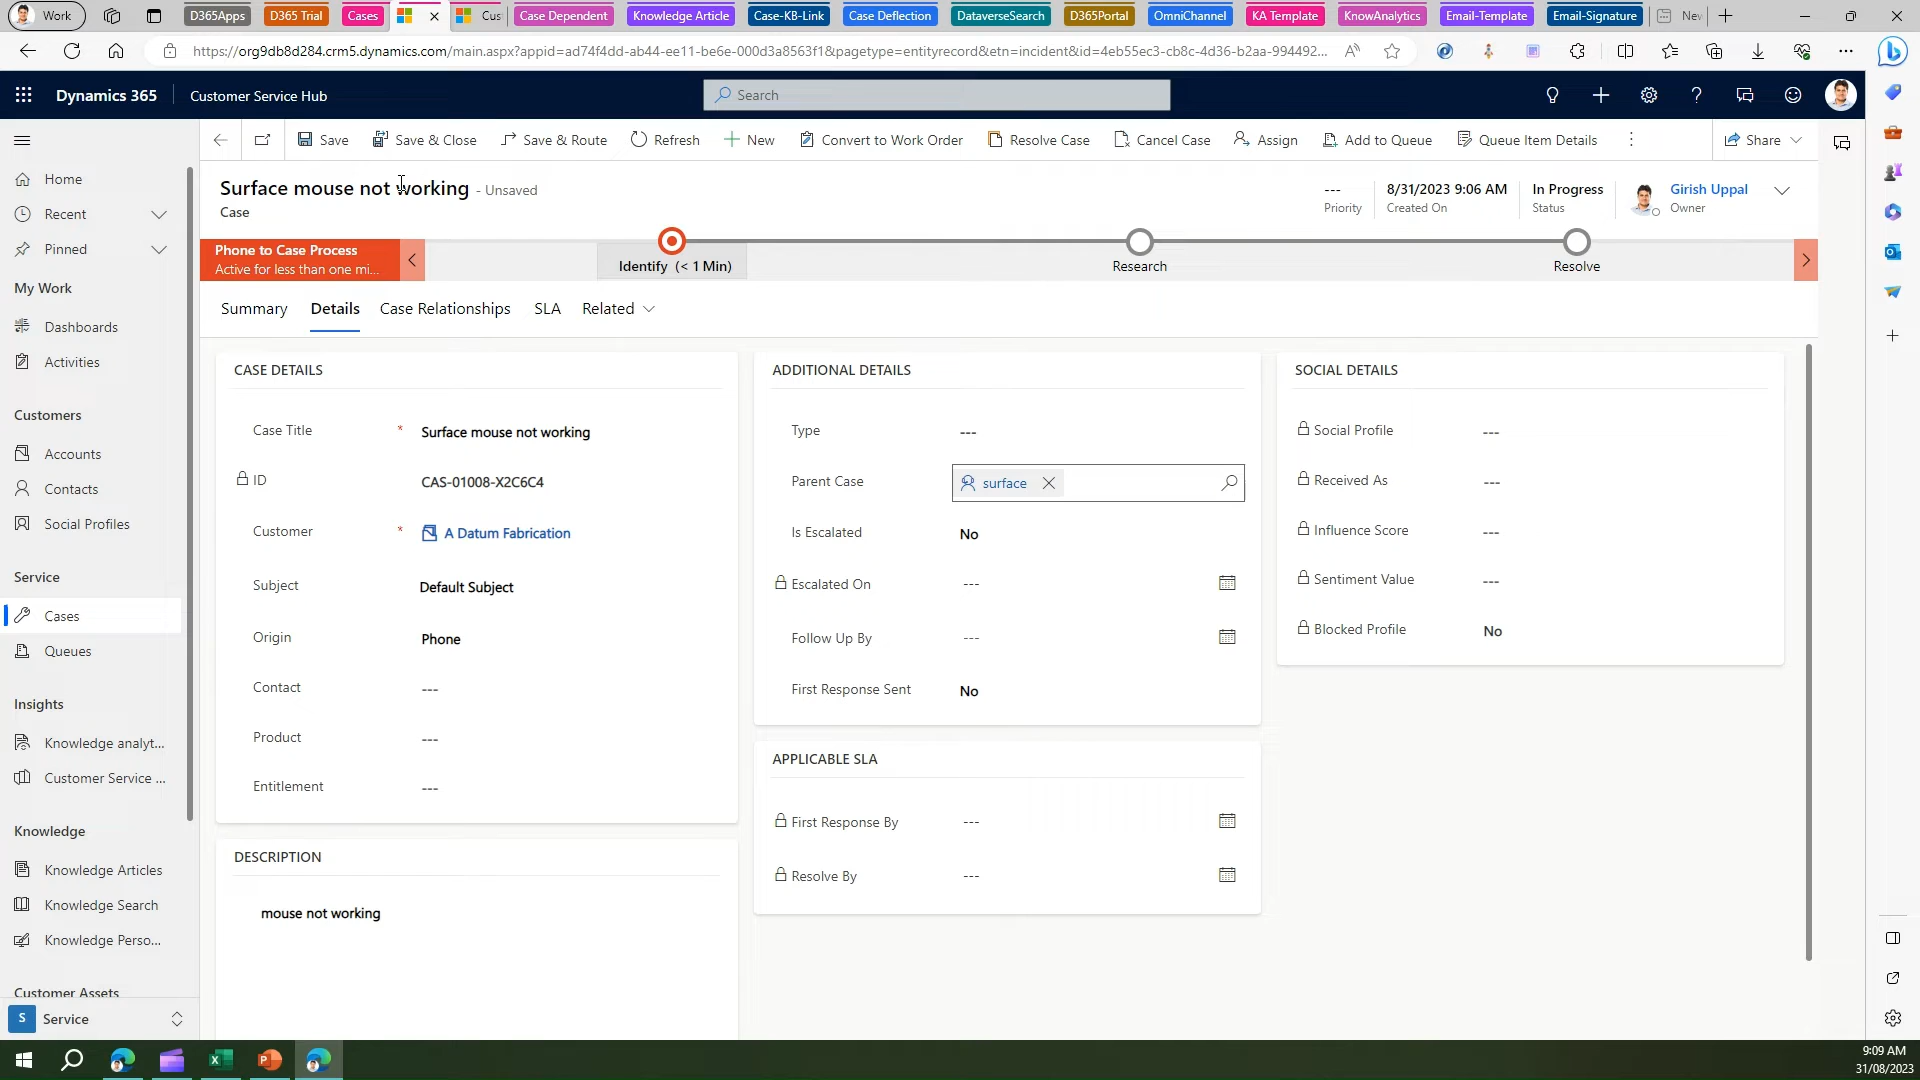 Work
D365Apps
D365 Trial
Cases
Cus
Case Dependent
Knowledge Article
Case-KB-Link
Case Deflection
DataverseSearch
D365Portal
OmniChannel
KA Template
KnowAnalytics
Email-Template
Email-Signature
Nev
https://org9db8d284.crm5.dynamics.com/main.aspx?appid=ad74f4dd-ab44-ee11-be6e-000d3a8563f1&pagetype=entityrecord&etn=incident&id=4eb55ec3-cb8c-4d36-b2aa-994492...
Dynamics 365
Customer Service Hub
Search
Save
Save & Close
Save & Route
Refresh
New
Convert to Work Order
Resolve Case
Cancel Case
Assign
Add to Queue
Queue Item Details
Share
Home
Recent
Pinned
My Work
Dashboards
Activities
Customers
Accounts
Contacts
Social Profiles
Service
Cases
Queues
Insights
Knowledge analyt...
Customer Service ...
Knowledge
Knowledge Articles
Knowledge Search
Knowledge Perso...
Customer Assets
S Service
Surface mouse not working - Unsaved
Case
---
Priority
8/31/2023 9:06 AM
Created On
In Progress
Status
Girish Uppal
Owner
Phone to Case Process
Active for less than one mi...
Identify (< 1 Min)
Research
Resolve
Summary
Details
Case Relationships
SLA
Related
CASE DETAILS
Case Title * Surface mouse not working
ID CAS-01008-X2C6C4
Customer * A Datum Fabrication
Subject Default Subject
Origin Phone
Contact ---
Product ---
Entitlement ---
DESCRIPTION
mouse not working
ADDITIONAL DETAILS
Type ---
Parent Case surface
Is Escalated No
Escalated On ---
Follow Up By ---
First Response Sent No
APPLICABLE SLA
First Response By ---
Resolve By ---
SOCIAL DETAILS
Social Profile ---
Received As ---
Influence Score ---
Sentiment Value ---
Blocked Profile No
9:09 AM
31/08/2023